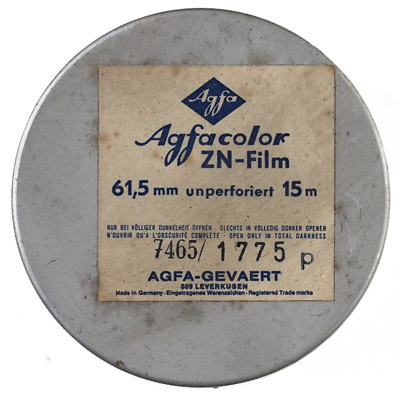 Agfa
Agfacolor
ZN-Film
61,5 mm unperforiert 15 m
NUR BEI VÖLLIGER DUNKELHEIT ÖFFNEN SLECHTS IN VOLLEDIG DONKER OPENEN
N'OUVRIR QU'A L'OBSCURITÉ COMPLÈTE - OPEN ONLY IN TOTAL DARKNESS
7465/ 1775 p
AGFA-GEVAERT
509 LEVERKUSEN
Made in Germany · Eingetragenes Warenzeichen · Registered Trade marks